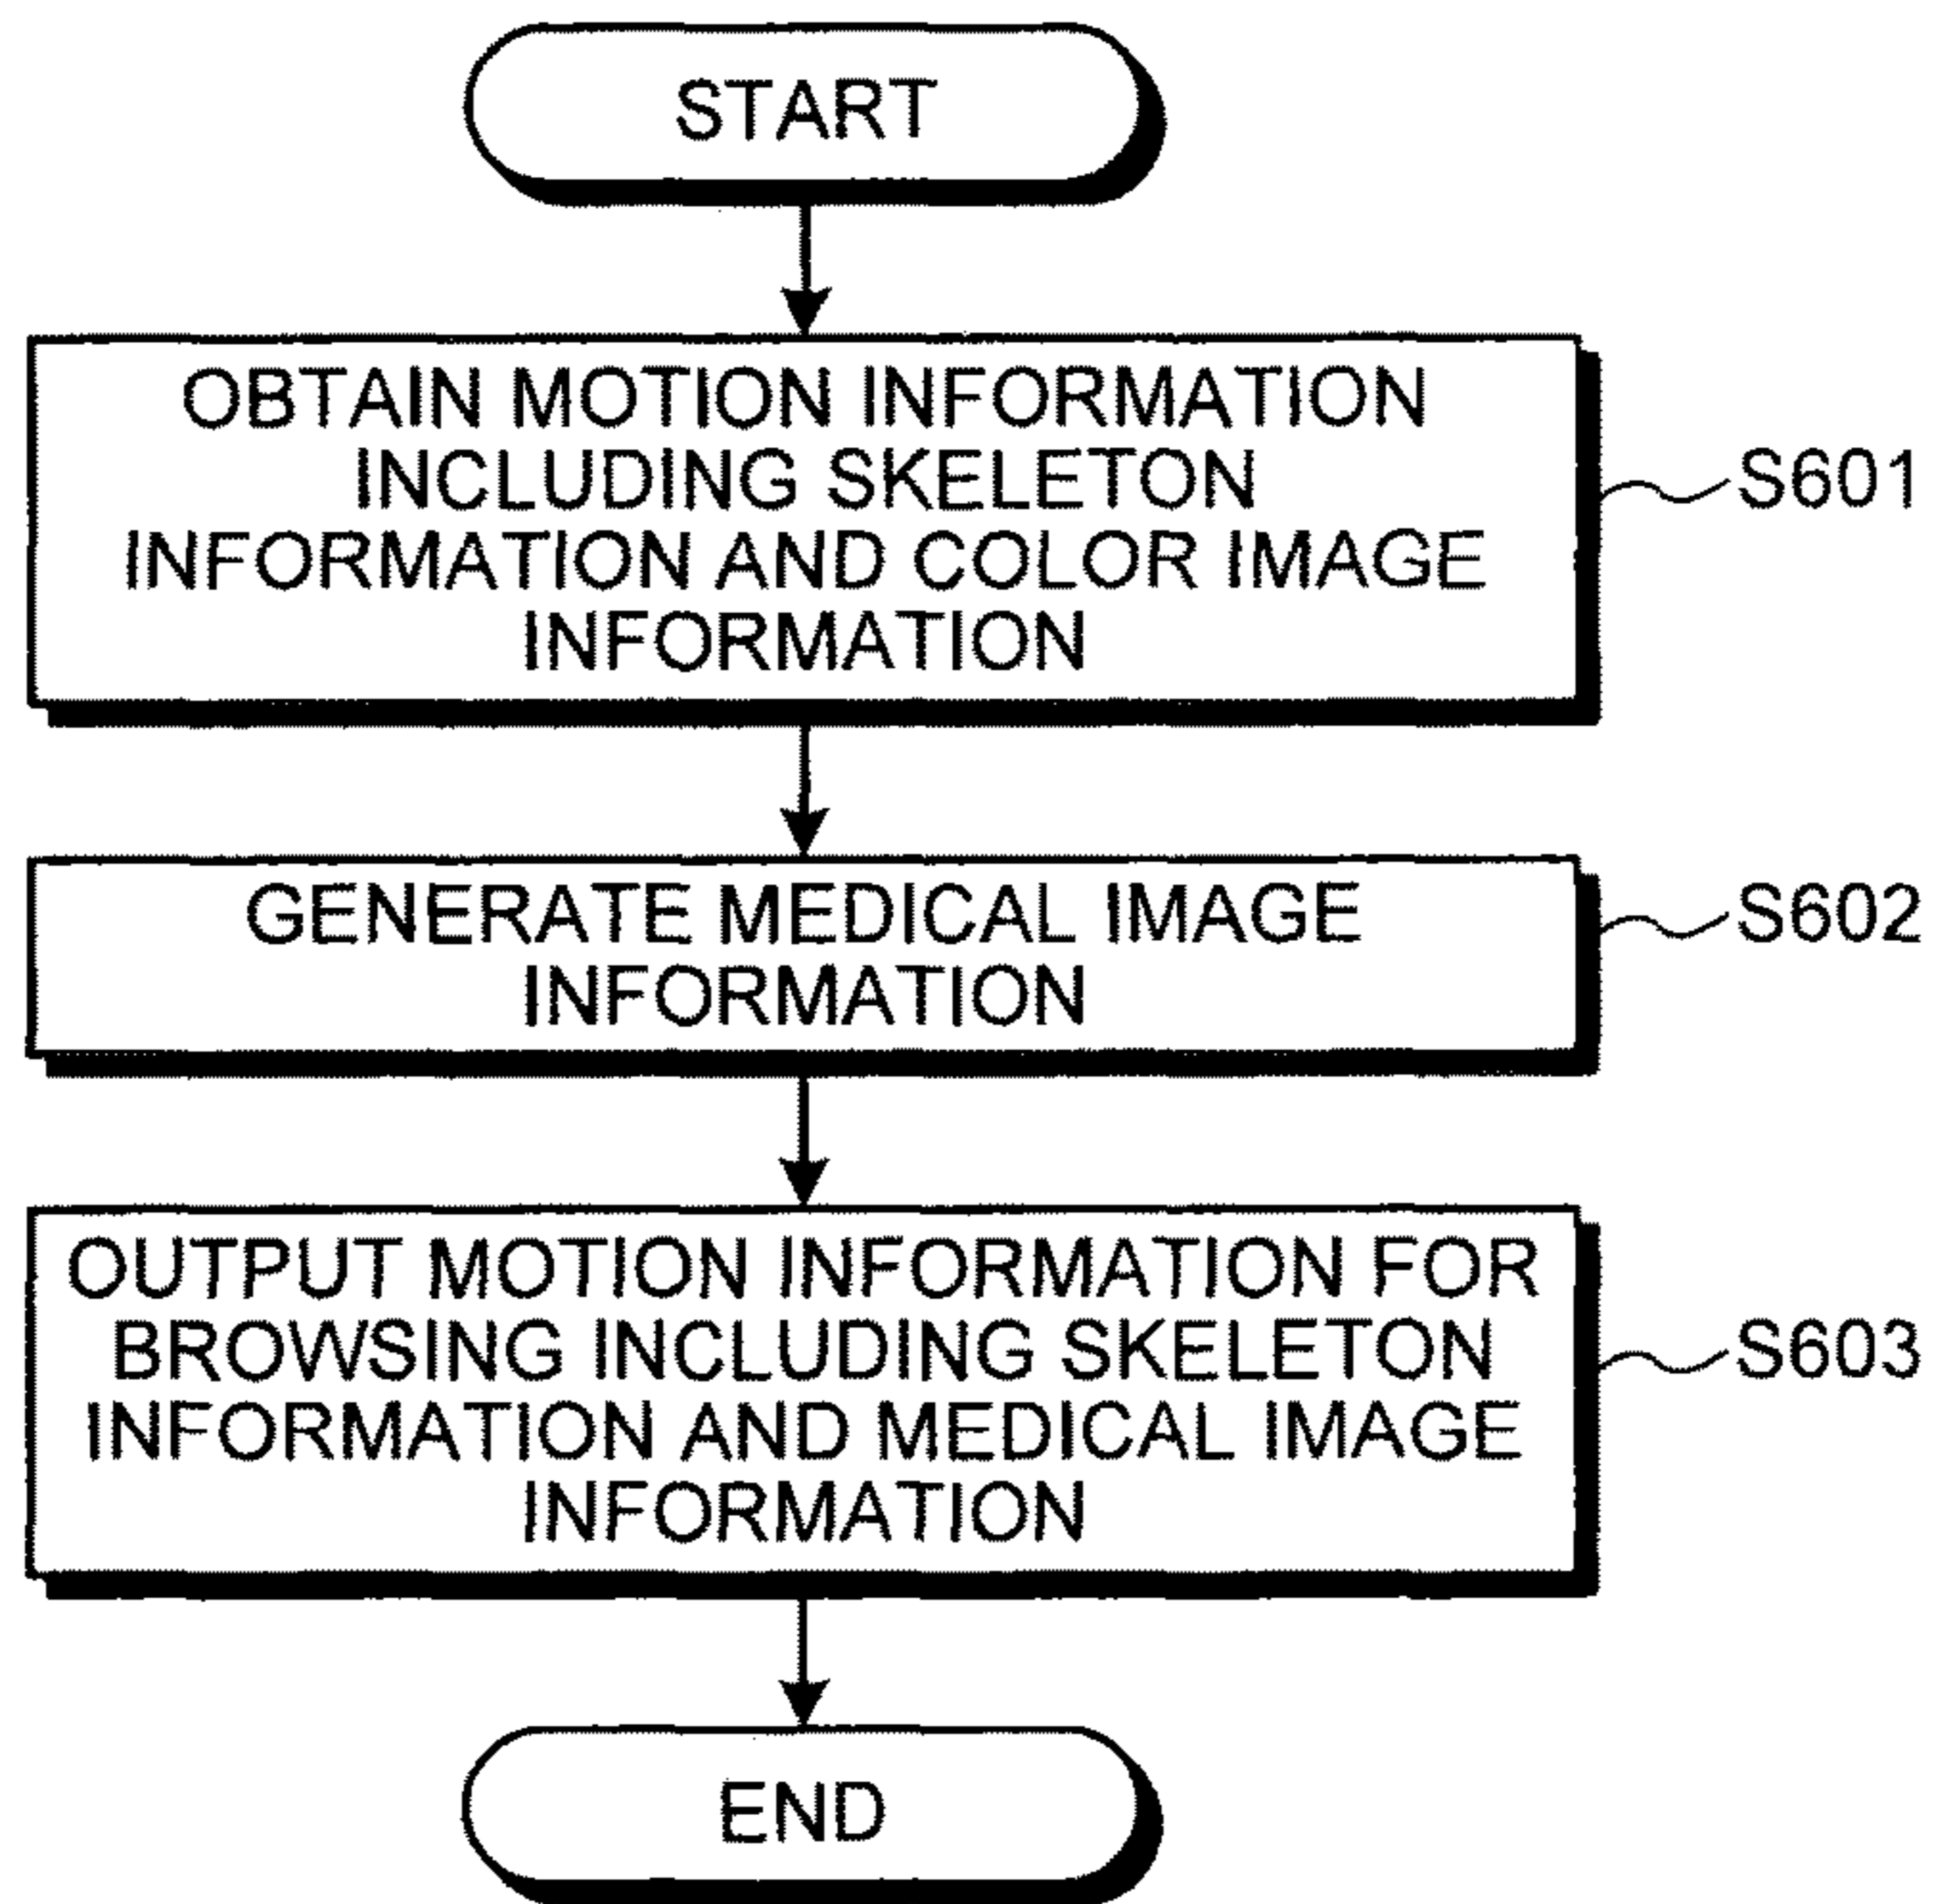 START
OBTAIN MOTION INFORMATION
INCLUDING SKELETON
INFORMATION AND COLOR IMAGE
INFORMATION
S601
GENERATE MEDICAL IMAGE
INFORMATION
S602
OUTPUT MOTION INFORMATION FOR
BROWSING INCLUDING SKELETON
INFORMATION AND MEDICAL IMAGE
INFORMATION
S603
END